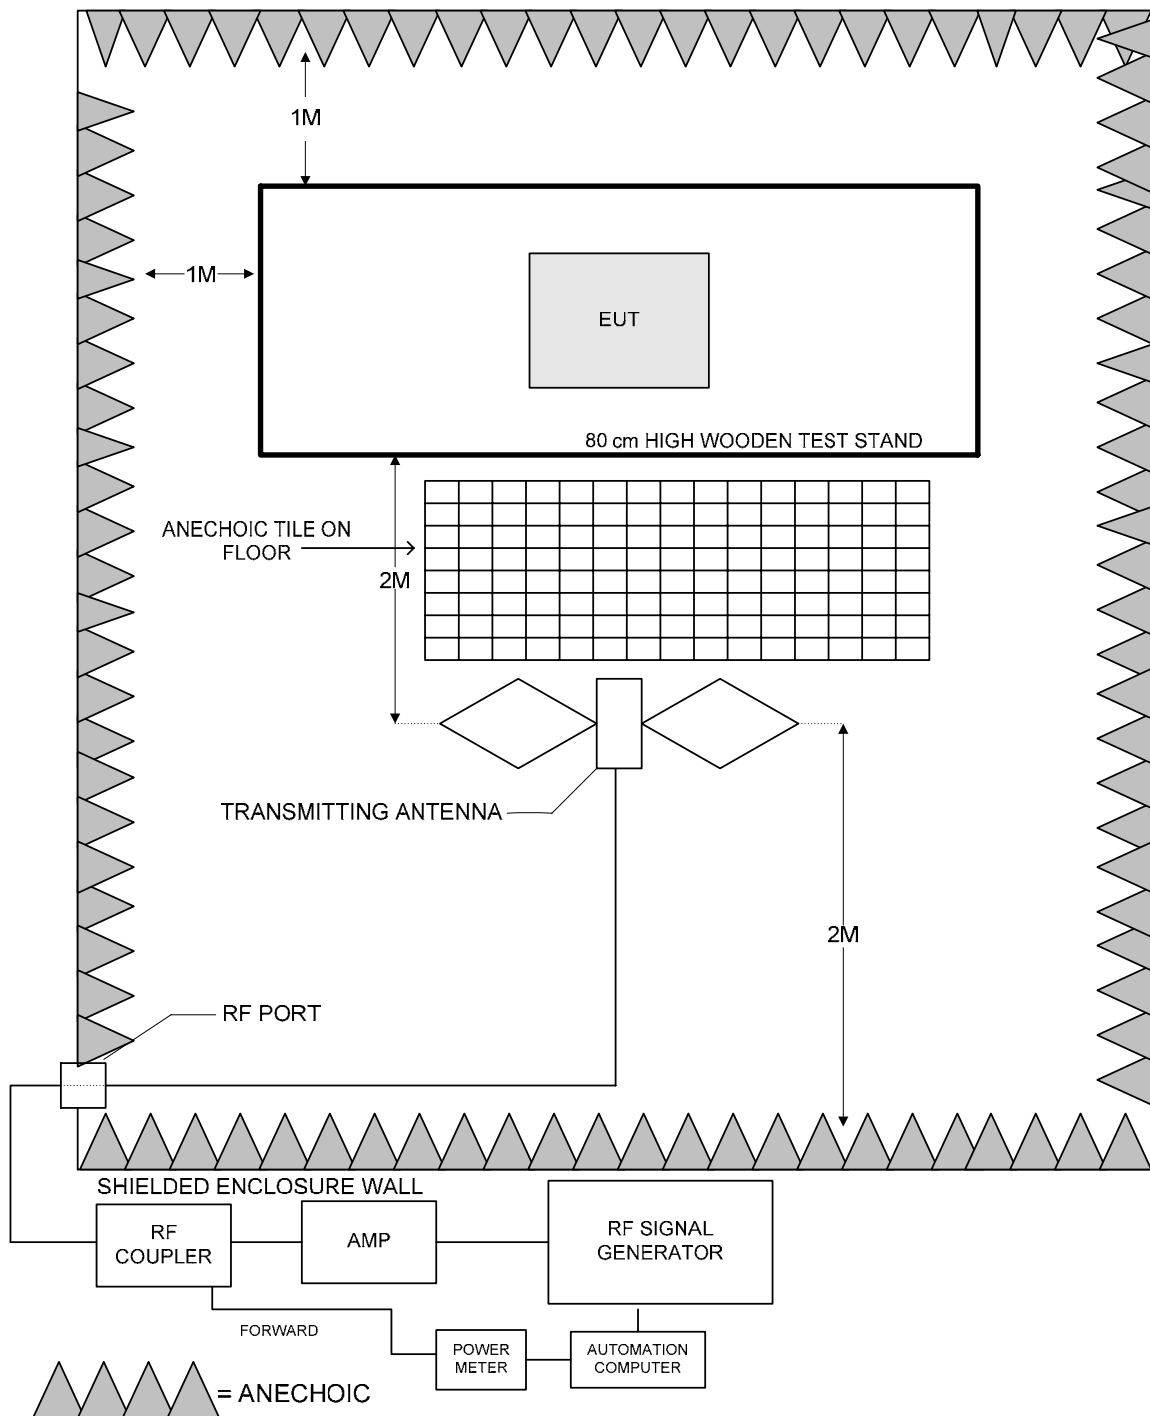 1M
1M
EUT
80 cm HIGH WOODEN TEST STAND
ANECHOIC TILE ON
FLOOR
2M
TRANSMITTING ANTENNA
2M
RF PORT
SHIELDED ENCLOSURE WALL
RF
COUPLER
AMP
RF SIGNAL
GENERATOR
FORWARD
POWER
METER
AUTOMATION
COMPUTER
= ANECHOIC